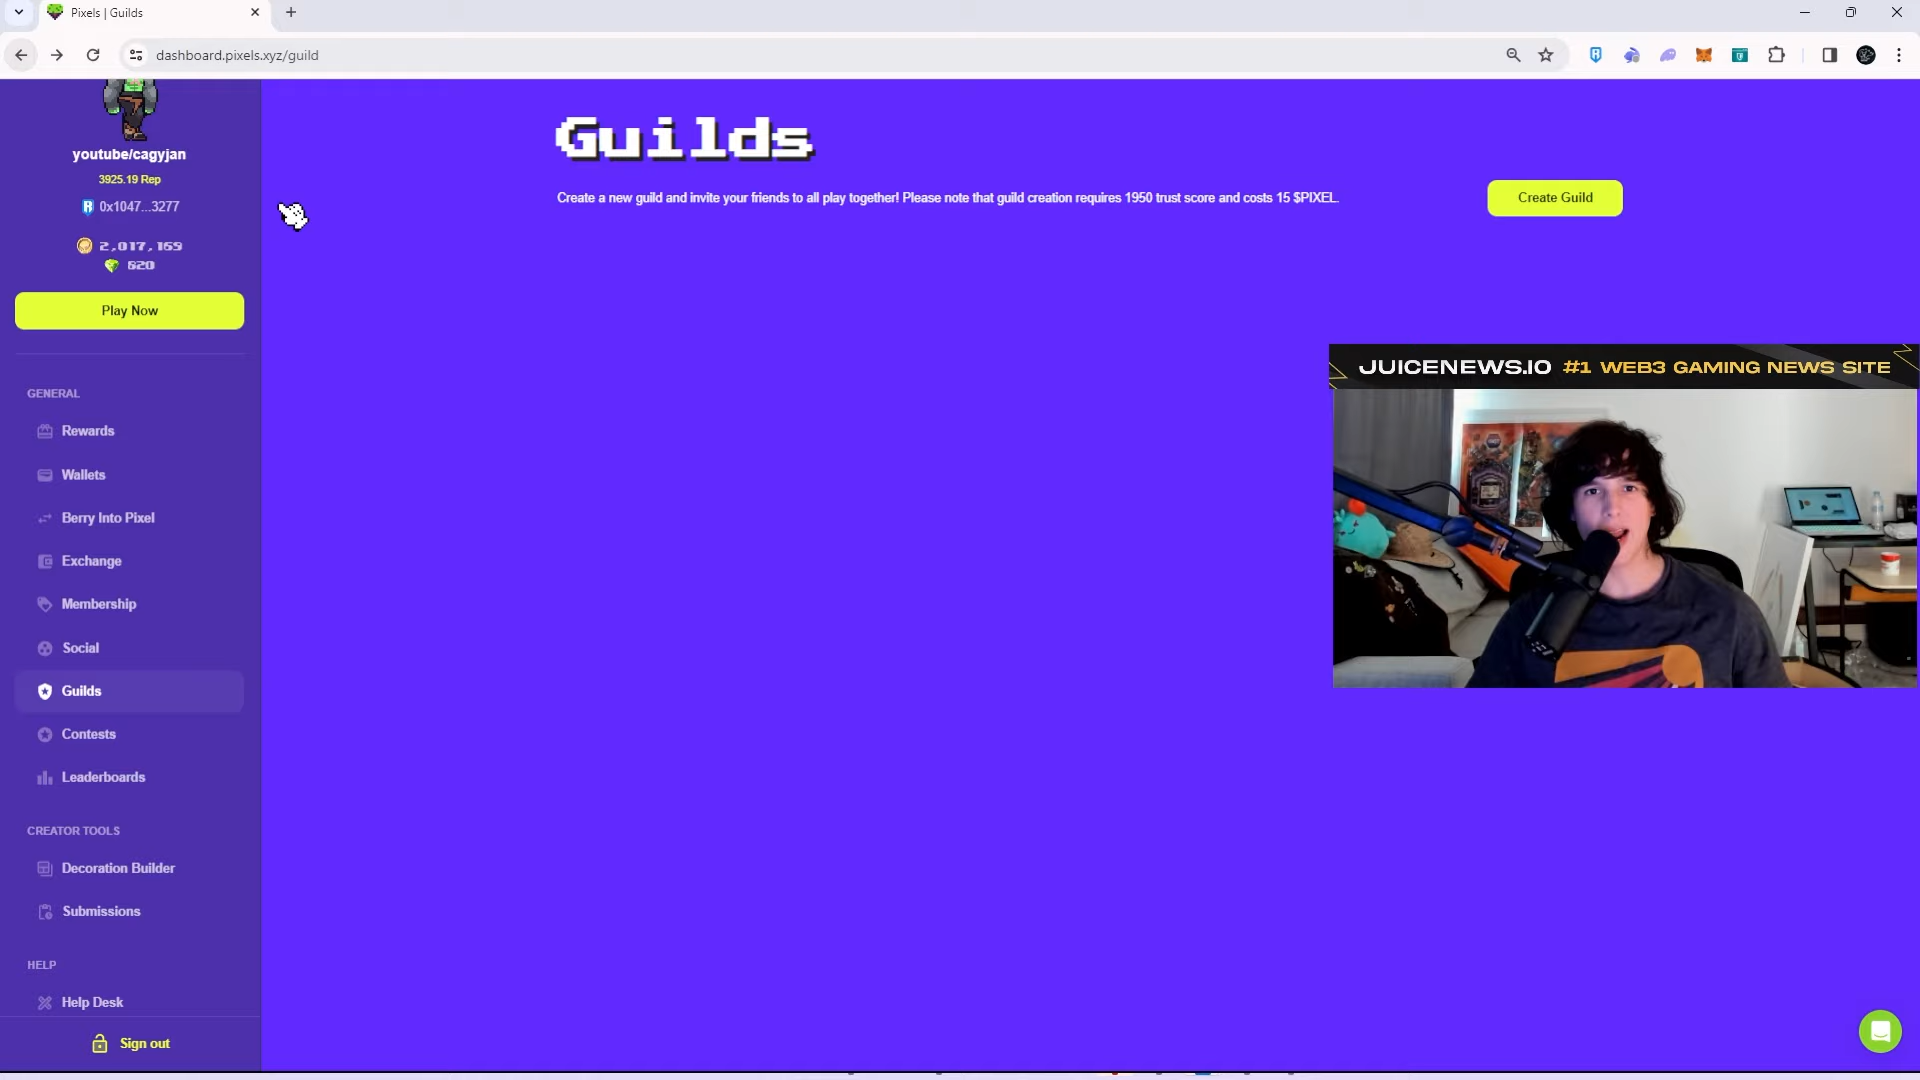 Pixels | Guilds
dashboard.pixels.xyz/guild
youtube/cagyjan
3925.19 Rep
0x1047...3277
2,017,169
820
Play Now
GENERAL
Rewards
Wallets
Berry Into Pixel
Exchange
Membership
Social
Guilds
Contests
Leaderboards
CREATOR TOOLS
Decoration Builder
Submissions
HELP
Help Desk
Sign out
Guilds
Create a new guild and invite your friends to all play together! Please note that guild creation requires 1950 trust score and costs 15 $PIXEL.
Create Guild
JUICENEWS.IO #1 WEB3 GAMING NEWS SITE